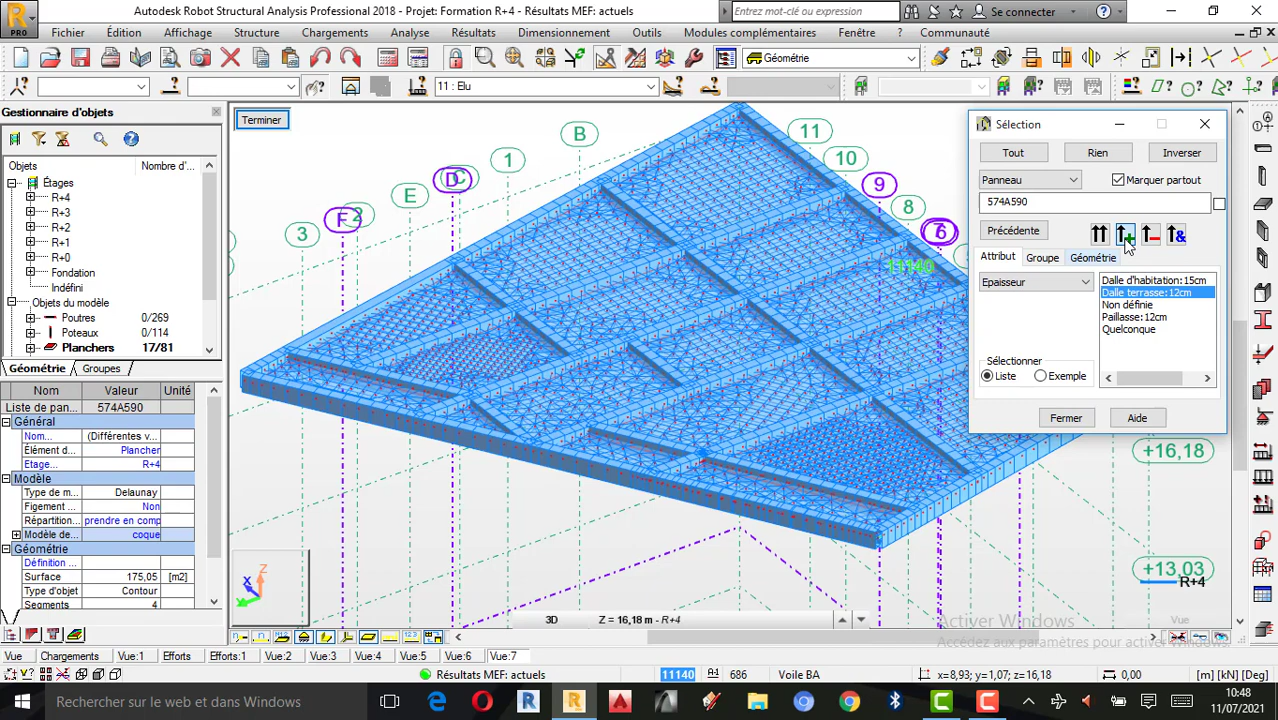 Autodesk Robot Structural Analysis Professional 2018 - Projet: Formation R+4 - Résultats MEF: actuels
Entrez mot-clé ou expression
Se connecter
PRO
Fichier Édition Affichage Structure Chargements Analyse Résultats Dimensionnement Outils Modules complémentaires Fenêtre ? Communauté
Géométrie
11 : Elu
Gestionnaire d'objets
Objets Nombre d'...
Étages
R+4
R+3
R+2
R+1
R+0
Fondation
Indéfini
Objets du modèle
Poutres 0/269
Poteaux 0/114
Planchers 17/81
Géométrie Groupes
Nom Valeur Unité
Liste de pan... 574A590
Général
Nom... (Différentes v...
Élément d... Plancher
Etage... R+4
Modèle
Type de m... Delaunay
Figement ... Non
Répartition... prendre en comp
Modèle de... coque
Géométrie
Définition ...
Surface 175,05 [m2]
Type d'objet Contour
Segments 4
Terminer
3
F
2
E
D
C
1
B
11
10
9
8
6
11140
+16,18
+13,03
R+4
X
Y
Z
3D Z = 16,18 m - R+4
Sélection
Tout Rien Inverser
Panneau Marquer partout
574A590
Précédente
Attribut Groupe Géométrie
Epaisseur
Dalle d'habitation:15cm
Dalle terrasse:12cm
Non définie
Paillasse:12cm
Quelconque
Sélectionner
Liste Exemple
Fermer Aide
Activer Windows
Accédez aux paramètres pour activer Windows
Vue
Vue Chargements Vue:1 Efforts Efforts:1 Vue:2 Vue:3 Vue:4 Vue:5 Vue:6 Vue:7
Résultats MEF: actuels 11140 686 Voile BA x=8,93; y=1,07; z=16,18 0,00 [m] [kN] [Deg]
Rechercher sur le web et dans Windows
10:48
11/07/2021